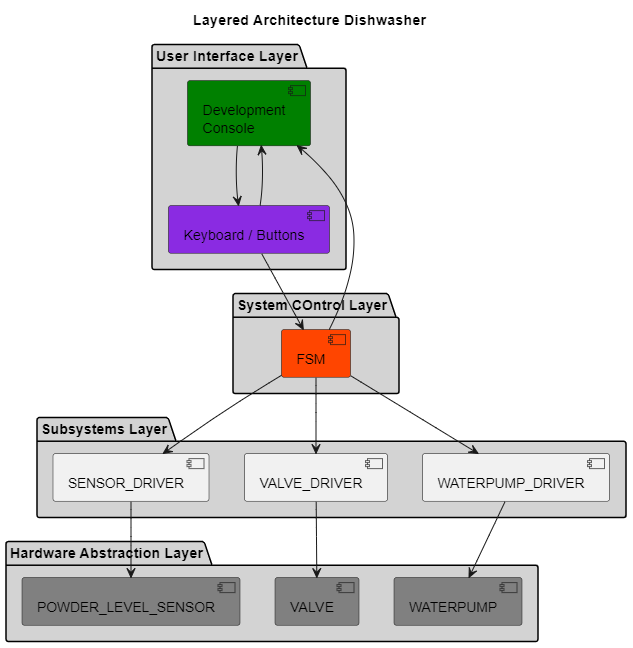 Layered Architecture Dishwasher
User Interface Layer
Development
Console
Keyboard / Buttons
System COntrol Layer
FSM
Subsystems Layer
SENSOR_DRIVER
VALVE_DRIVER
WATERPUMP_DRIVER
Hardware Abstraction Layer
POWDER_LEVEL_SENSOR
VALVE
WATERPUMP